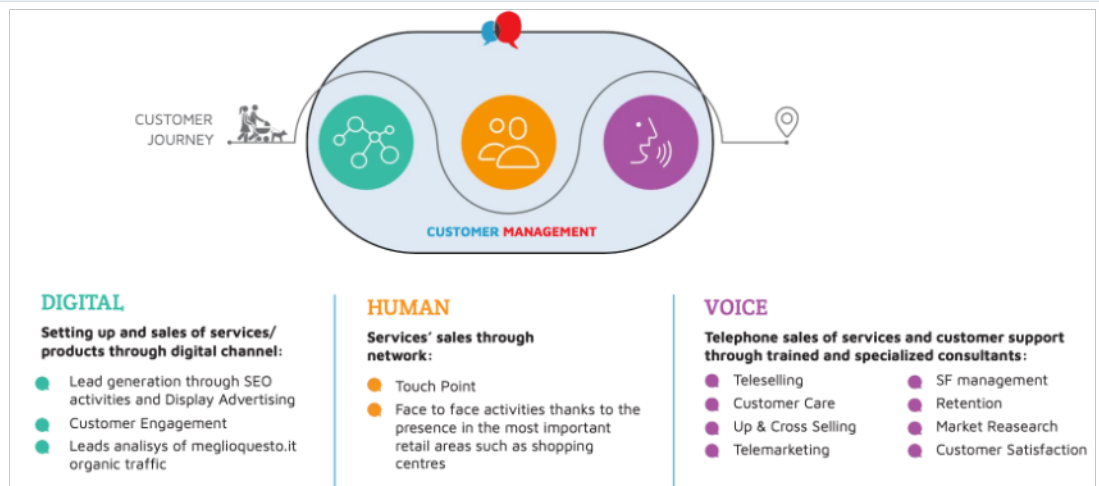 CUSTOMER
JOURNEY
CUSTOMER MANAGEMENT
DIGITAL
Setting up and sales of services/
products through digital channel:
Lead generation through SEO
activities and Display Advertising
Customer Engagement
Leads analisys of meglioquesto.it
organic traffic
HUMAN
Services’ sales through
network:
Touch Point
Face to face activities thanks to the
presence in the most important
retail areas such as shopping
centres
VOICE
Telephone sales of services and customer support
through trained and specialized consultants:
Teleselling
Customer Care
Up & Cross Selling
Telemarketing
SF management
Retention
Market Reasearch
Customer Satisfaction